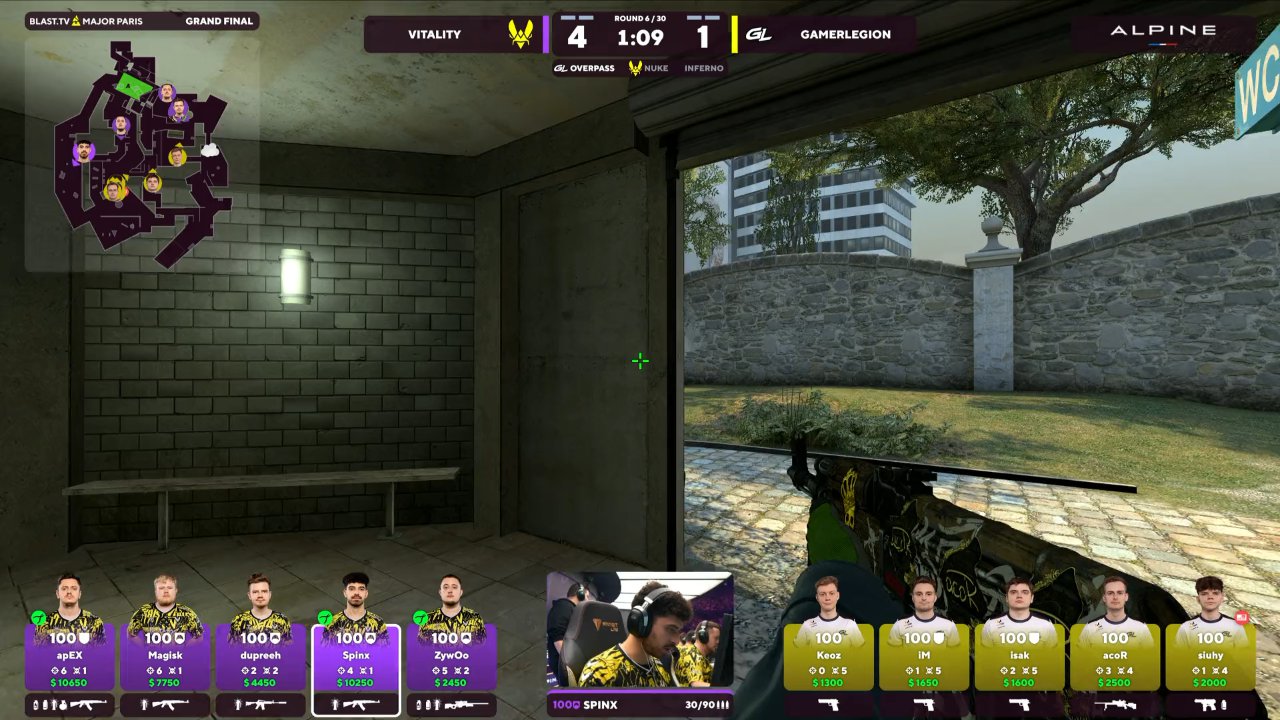 BLAST.TV MAJOR PARIS GRAND FINAL
VITALITY 4 ROUND 6 / 30 1:09 1 GL GAMERLEGION
ALPINE
GL OVERPASS NUKE INFERNO
WC
100 100 100 100 100
apEX Magisk dupreeh Spinx ZywOo
6 1 6 1 2 2 4 1 5 2
$10650 $7750 $4450 $10250 $2450
100 SPINX 30/90
100 100 100 100 100
Keoz iM isak acoR siuhy
0 5 1 5 2 5 3 4 1 4
$1300 $1650 $1600 $2500 $2000